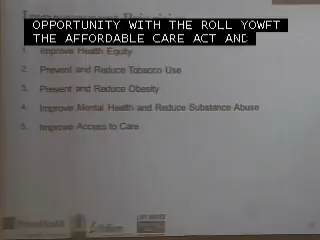 OPPORTUNITY WITH THE ROLL YOWFT
THE AFFORDABLE CARE ACT AND
1. Improve Health Equity
2. Prevent and Reduce Tobacco Use
3. Prevent and Reduce Obesity
4. Improve Mental Health and Reduce Substance Abuse
5. Improve Access to Care